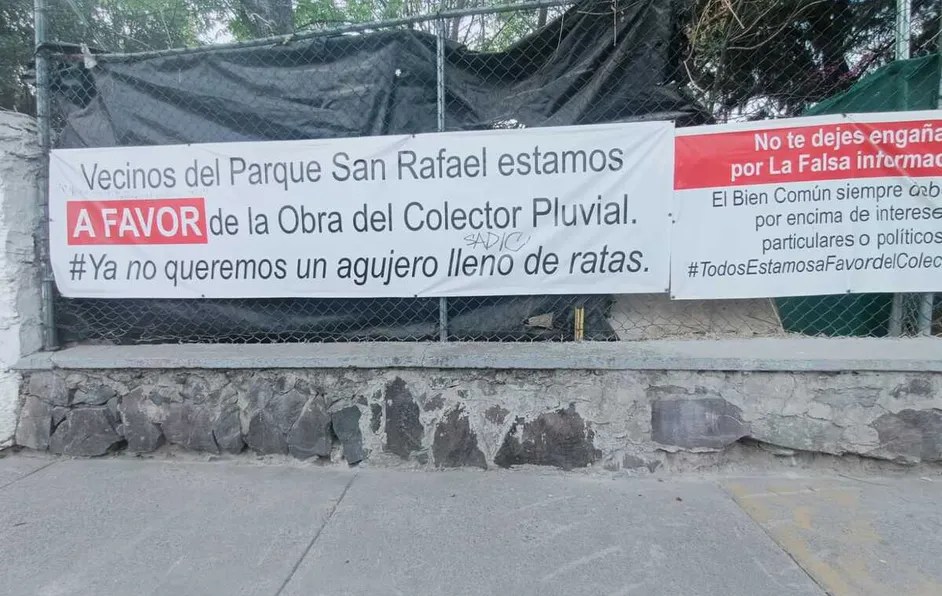 Vecinos del Parque San Rafael estamos
A FAVOR de la Obra del Colector Pluvial.
SADIC
#Ya no queremos un agujero lleno de ratas.
No te dejes engaña
por La Falsa informac
El Bien Común siempre
por encima de interese
particulares o políticos
#TodosEstamosaFavordelColec